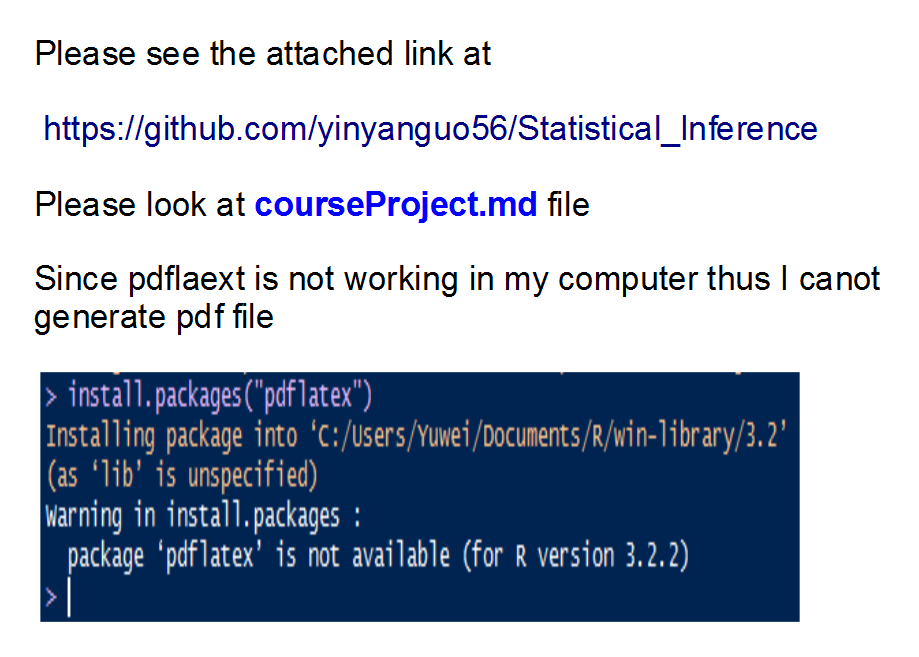 Please see the attached link at
https://github.com/yinyanguo56/Statistical_Inference
Please look at courseProject.md file
Since pdflaext is not working in my computer thus I canot
generate pdf file
> install.packages("pdflatex")
Installing package into ‘C:/Users/Yuwei/Documents/R/win-library/3.2’
(as ‘lib’ is unspecified)
Warning in install.packages :
  package ‘pdflatex’ is not available (for R version 3.2.2)
>